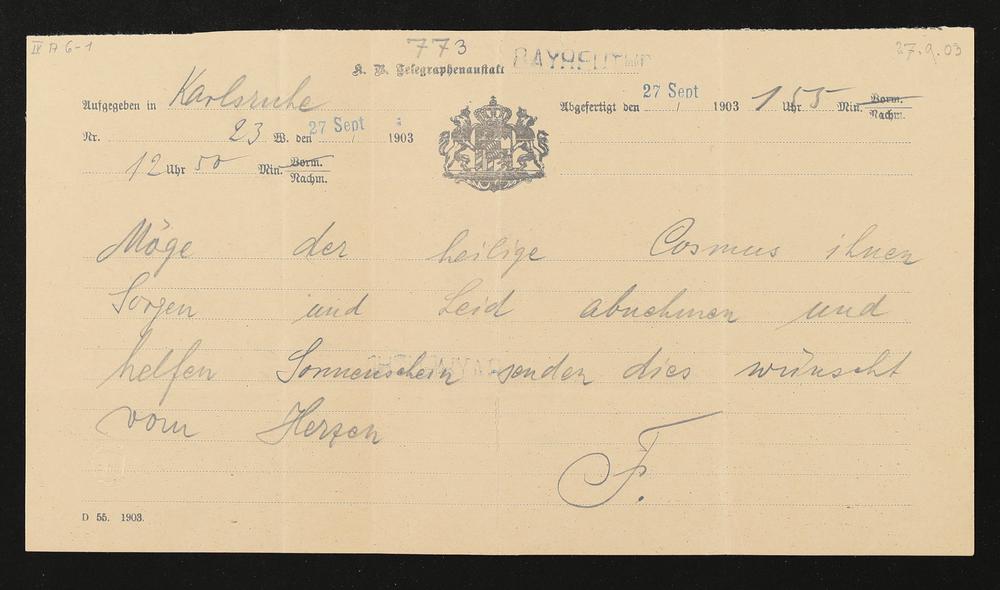 IV A 6-1
773
27.9.03
K. B. Telegraphenanstalt BAYREUTH
Aufgegeben in Karlsruhe
Abgefertigt den 27 Sept / 1903 1 Uhr 55 Min. Vorm. Nachm.
Nr. 23 W. den 27 Sept / 1903
12 Uhr 50 Min. Vorm. Nachm.
Möge der heilige Cosmus ihnen
Sorgen und Leid abnehmen und
helfen Sonnenschein senden dies wünscht
vom Herzen
F.
D 55. 1903.